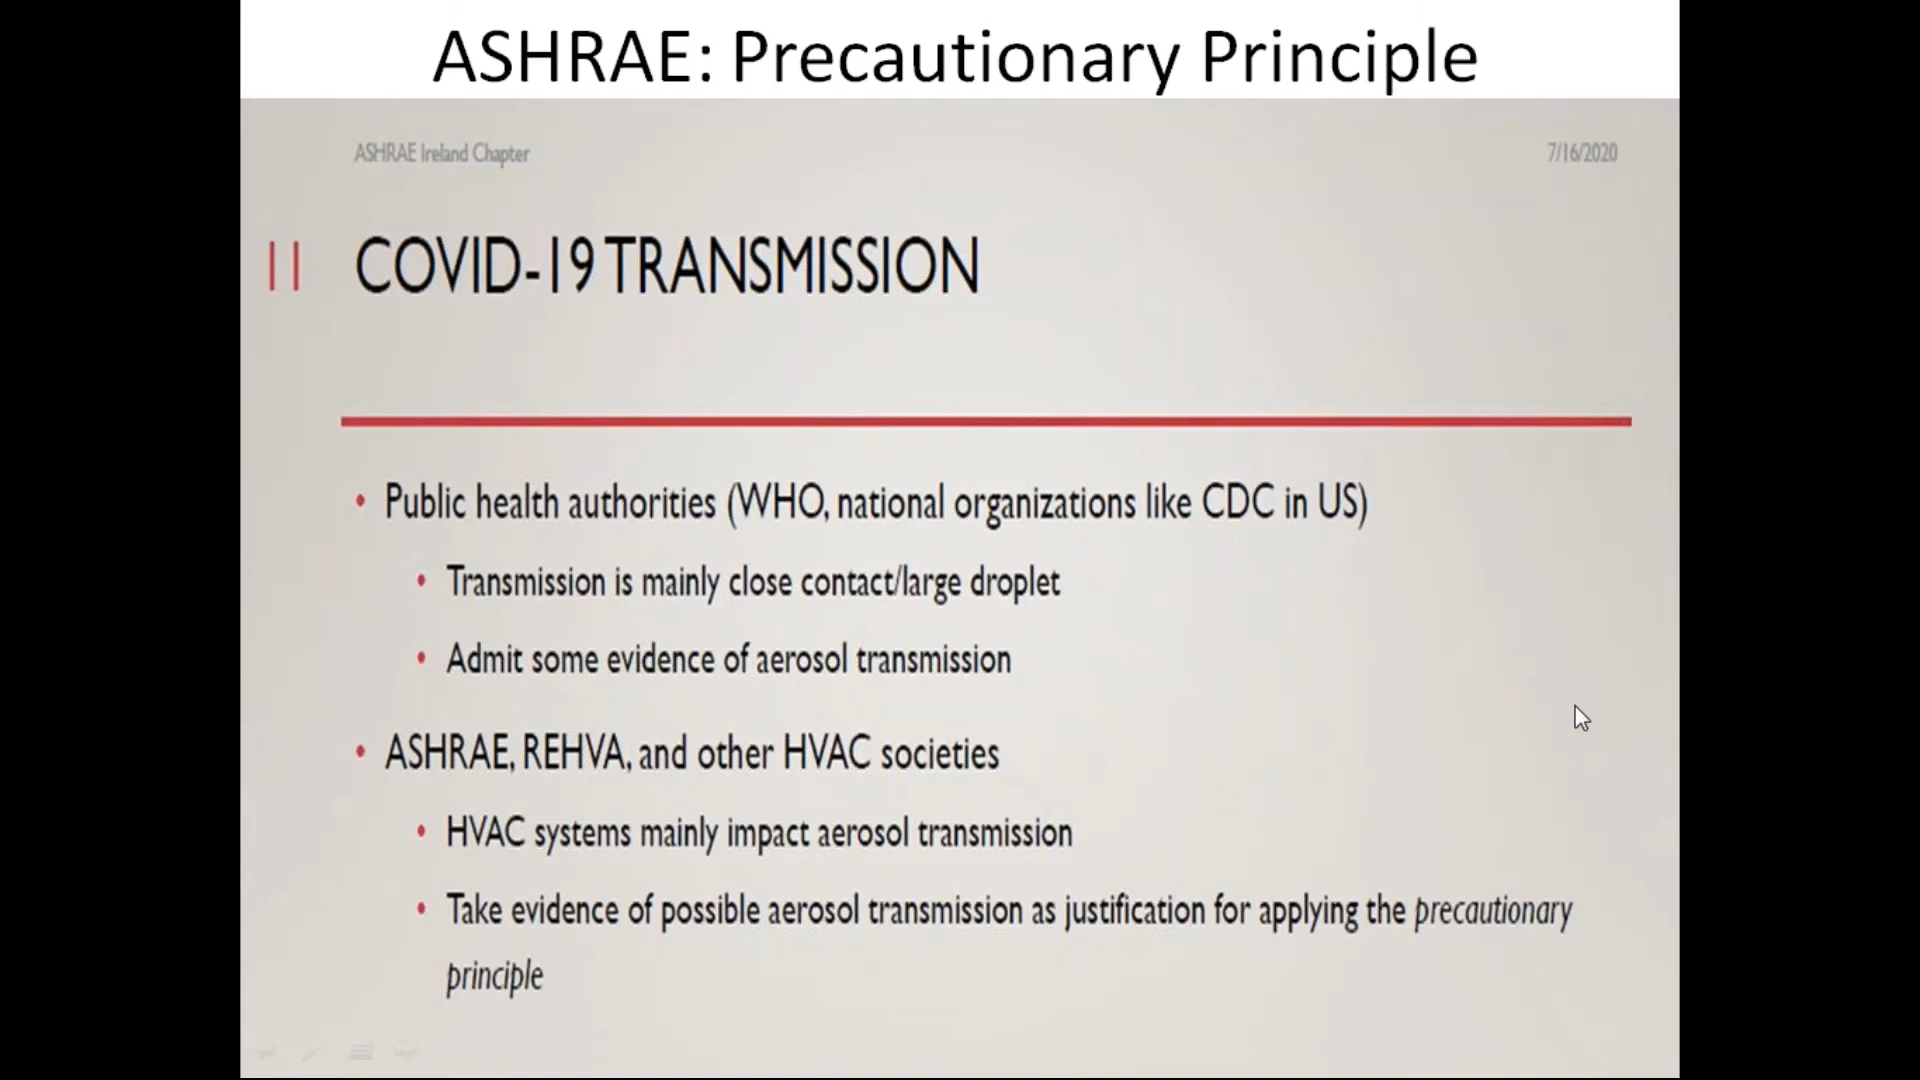 ASHRAE: Precautionary Principle
ASHRAE Ireland Chapter
7/16/2020
11
COVID-19 TRANSMISSION
• Public health authorities (WHO, national organizations like CDC in US)
• Transmission is mainly close contact/large droplet
• Admit some evidence of aerosol transmission
• ASHRAE, REHVA, and other HVAC societies
• HVAC systems mainly impact aerosol transmission
• Take evidence of possible aerosol transmission as justification for applying the precautionary
principle